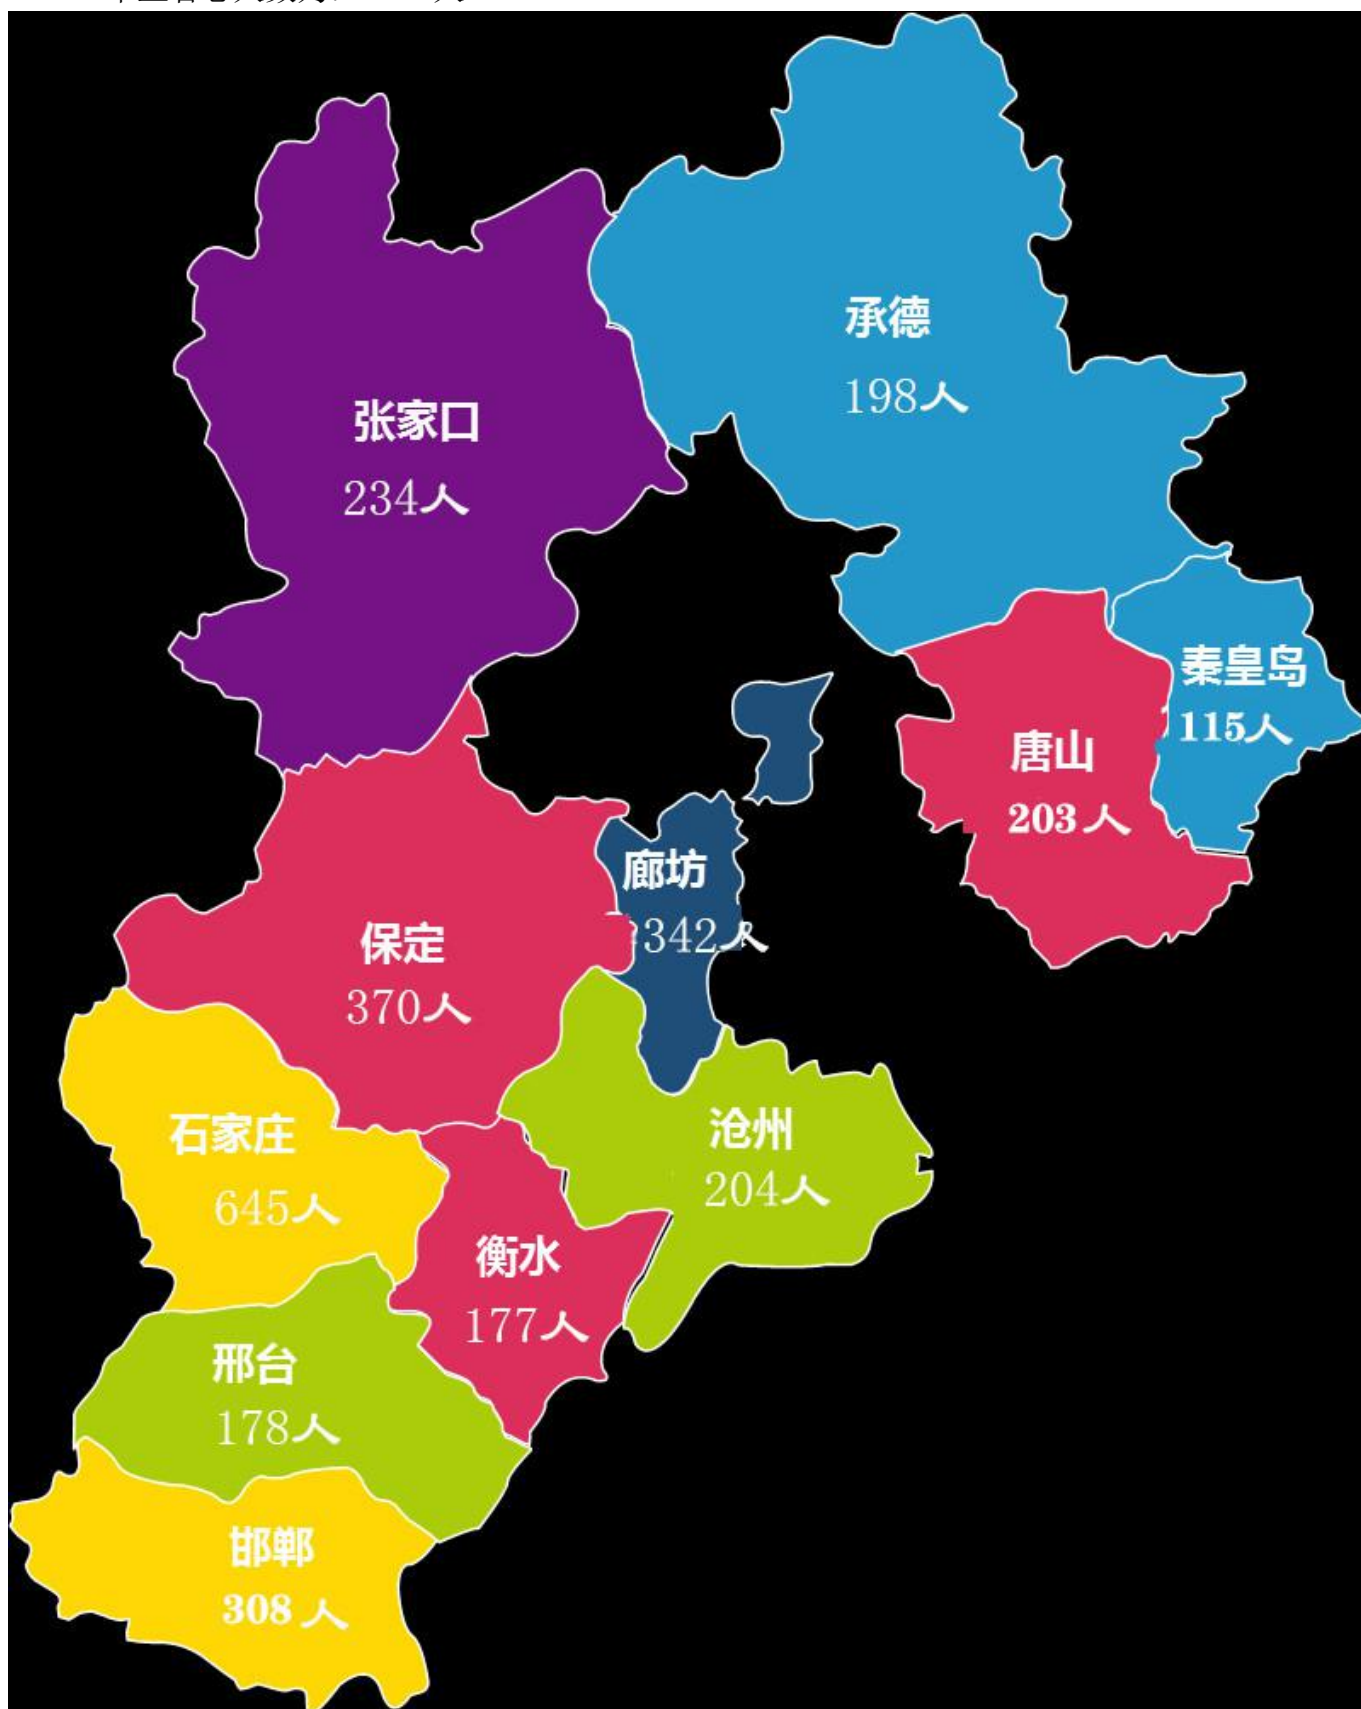 承德
198人
张家口
234人
秦皇岛
115人
唐山
203人
廊坊
342人
保定
370人
石家庄
645人
沧州
204人
衡水
177人
邢台
178人
邯郸
308人